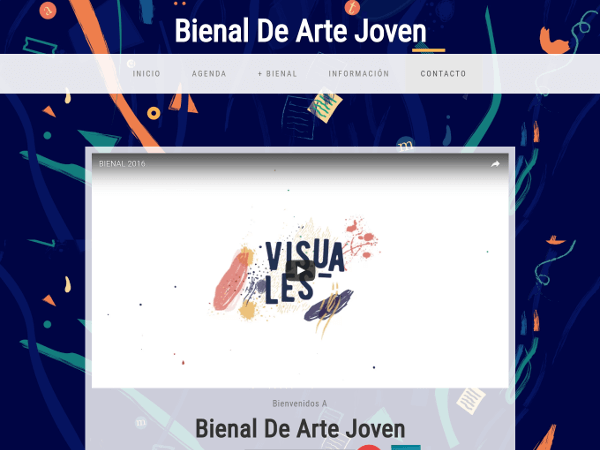 Bienal De Arte Joven
INICIO AGENDA + BIENAL INFORMACIÓN CONTACTO
BIENAL 2016
VISUA
LES
Bienvenidos A
Bienal De Arte Joven